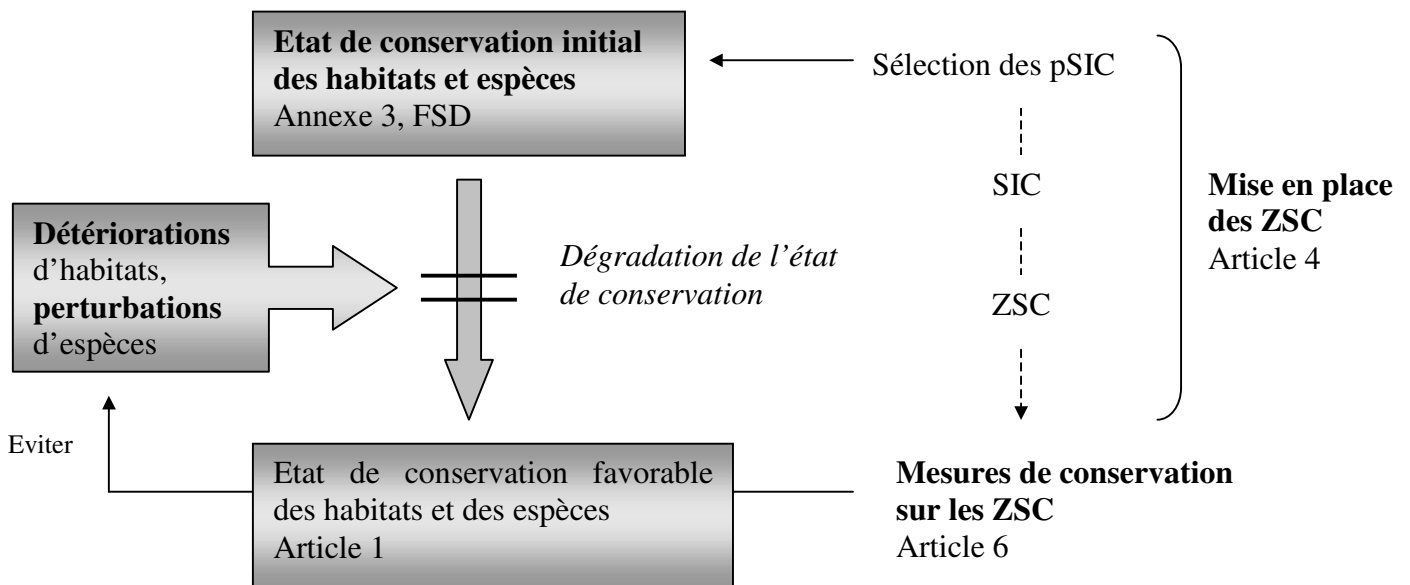 Etat de conservation initial
des habitats et espèces
Annexe 3, FSD
Sélection des pSIC
SIC
ZSC
Mise en place
des ZSC
Article 4
Détériorations
d’habitats,
perturbations
d’espèces
Dégradation de l’état
de conservation
Eviter
Etat de conservation favorable
des habitats et des espèces
Article 1
Mesures de conservation
sur les ZSC
Article 6